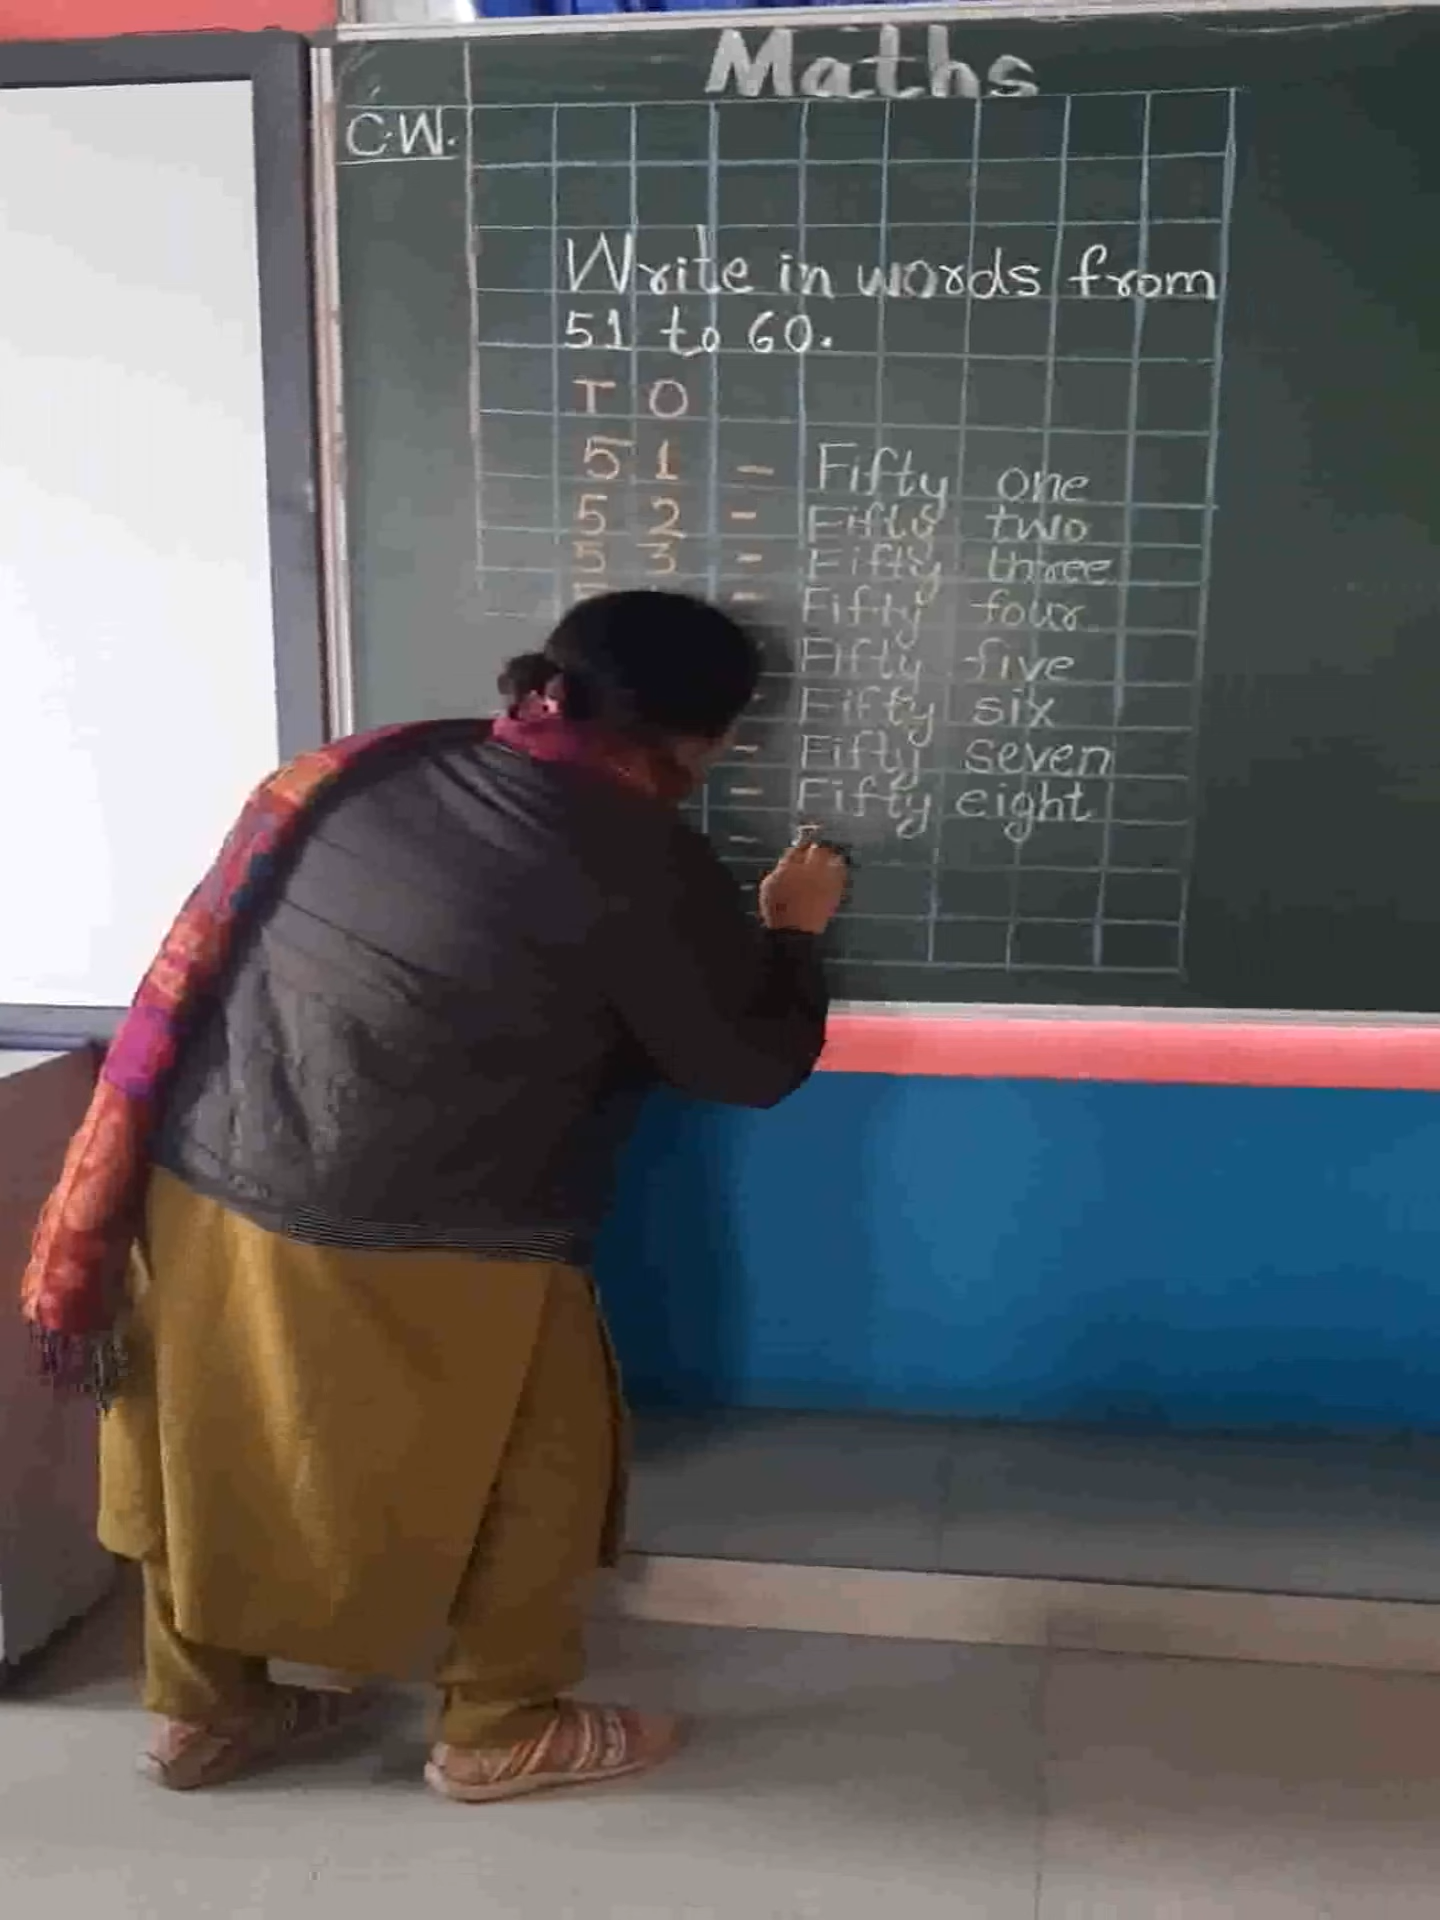 Maths
C.W.
Write in words from
51 to 60.
T O
5 1 - Fifty one
5 2 - Fifty two
5 3 - Fifty three
- Fifty four
Fifty five
- Fifty six
- Fifty seven
- Fifty eight
-
-